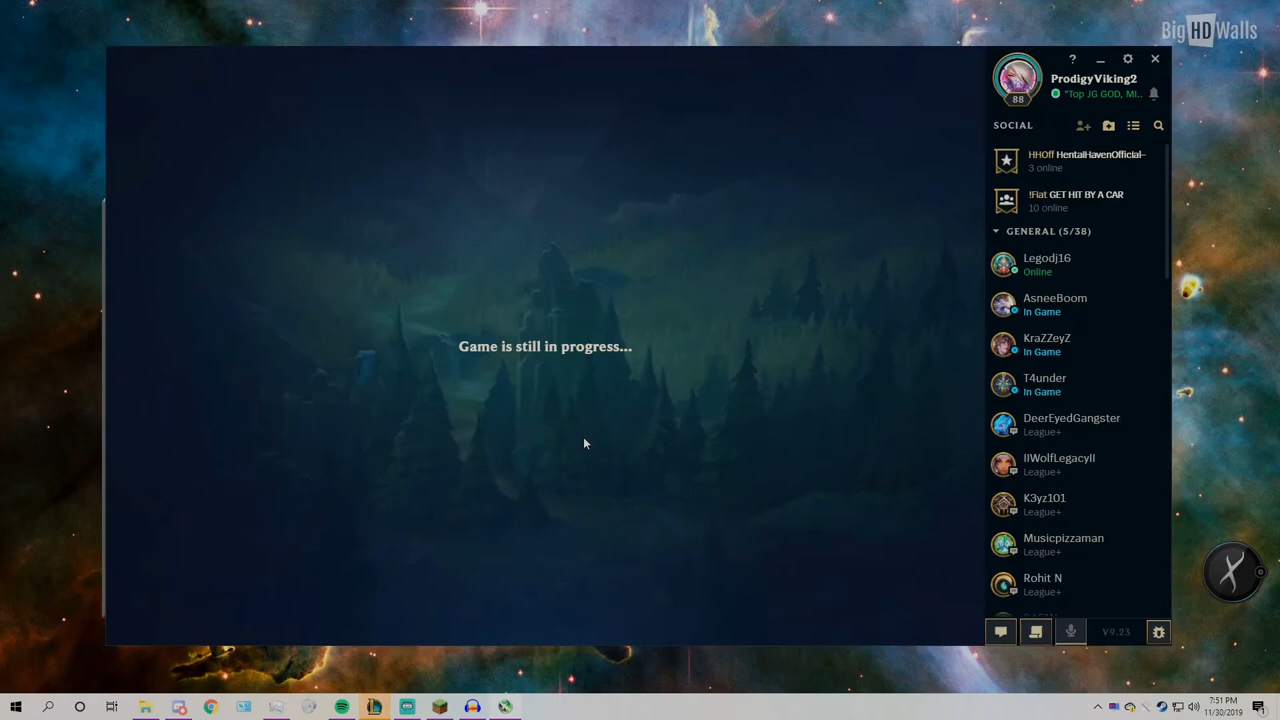 Big HD Walls
ProdigyViking2
88
"Top JG GOD, MI..
SOCIAL
HHOff HentaiHavenOfficial--
3 online
!Fiat GET HIT BY A CAR
10 online
GENERAL (5/38)
Legodj16
Online
AsneeBoom
In Game
KraZZeyZ
In Game
Game is still in progress...
T4under
In Game
DeerEyedGangster
League+
IIWolfLegacyII
League+
K3yz101
League+
Musicpizzaman
League+
Rohit N
League+
V9.23
7:51 PM
11/30/2019